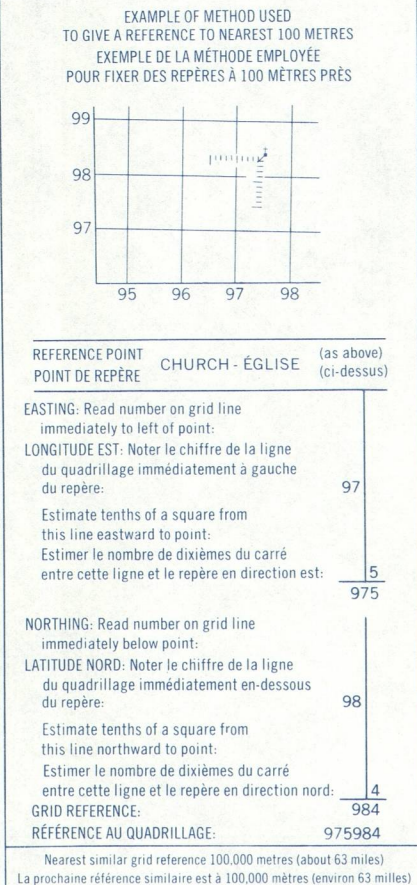 EXAMPLE OF METHOD USED
TO GIVE A REFERENCE TO NEAREST 100 METRES
EXEMPLE DE LA MÉTHODE EMPLOYÉE
POUR FIXER DES REPÈRES À 100 MÈTRES PRÈS
99
98
97
95 96 97 98
REFERENCE POINT
POINT DE REPÈRE
CHURCH - ÉGLISE
(as above)
(ci-dessus)
EASTING: Read number on grid line
immediately to left of point:
LONGITUDE EST: Noter le chiffre de la ligne
du quadrillage immédiatement à gauche
du repère: 97
Estimate tenths of a square from
this line eastward to point:
Estimer le nombre de dixièmes du carré
entre cette ligne et le repère en direction est: 5
975
NORTHING: Read number on grid line
immediately below point:
LATITUDE NORD: Noter le chiffre de la ligne
du quadrillage immédiatement en-dessous
du repère: 98
Estimate tenths of a square from
this line northward to point:
Estimer le nombre de dixièmes du carré
entre cette ligne et le repère en direction nord: 4
GRID REFERENCE: 984
RÉFÉRENCE AU QUADRILLAGE: 975984
Nearest similar grid reference 100,000 metres (about 63 miles)
La prochaine référence similaire est à 100,000 mètres (environ 63 milles)